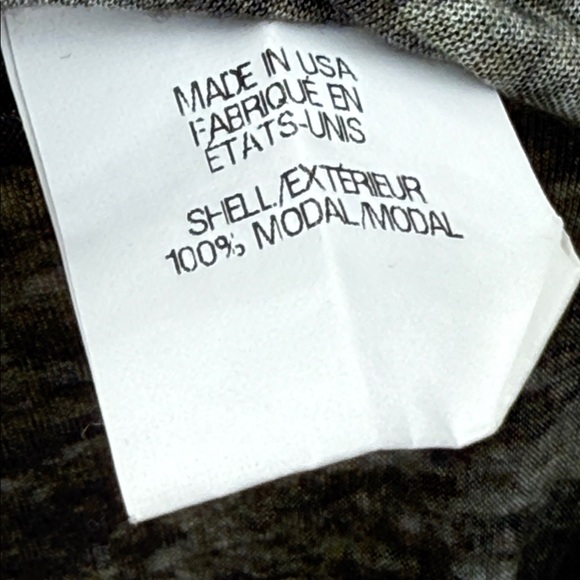 MADE IN USA
FABRIQUÉ EN
ÉTATS-UNIS
SHELL/EXTÉRIEUR
100% MODAL/MODAL